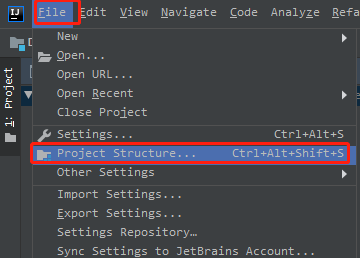 IJ File Edit View Navigate Code Analyze Refa
D
1: Project
New
Open...
Open URL...
Open Recent
Close Project
Settings... Ctrl+Alt+S
Project Structure... Ctrl+Alt+Shift+S
Other Settings
Import Settings...
Export Settings...
Settings Repository...
Sync Settings to JetBrains Account...